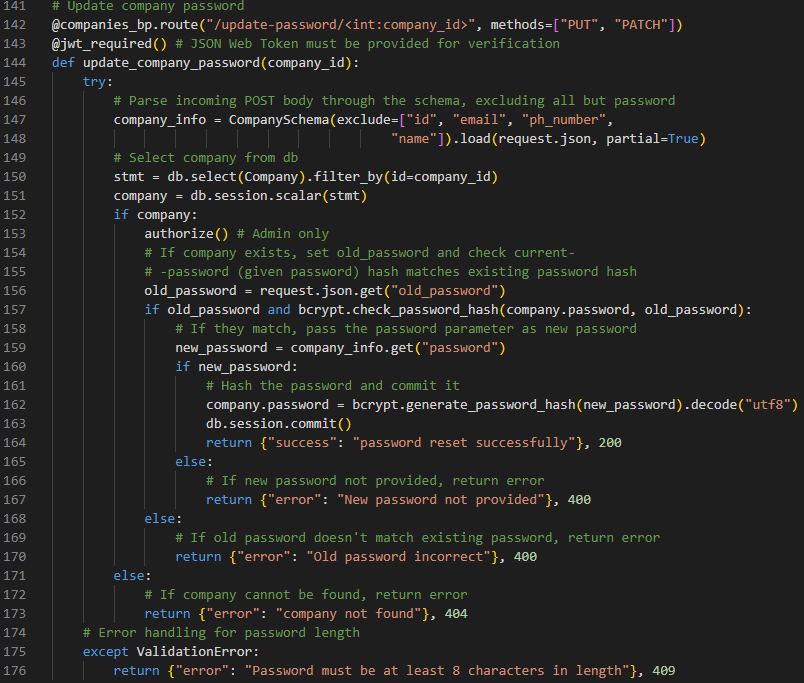 141 # Update company password
142 @companies_bp.route("/update-password/<int:company_id>", methods=["PUT", "PATCH"])
143 @jwt_required() # JSON Web Token must be provided for verification
144 def update_company_password(company_id):
145     try:
146         # Parse incoming POST body through the schema, excluding all but password
147         company_info = CompanySchema(exclude=["id", "email", "ph_number",
148                                             "name"]).load(request.json, partial=True)
149         # Select company from db
150         stmt = db.select(Company).filter_by(id=company_id)
151         company = db.session.scalar(stmt)
152         if company:
153             authorize() # Admin only
154             # If company exists, set old_password and check current-
155             # -password (given password) hash matches existing password hash
156             old_password = request.json.get("old_password")
157             if old_password and bcrypt.check_password_hash(company.password, old_password):
158                 # If they match, pass the password parameter as new password
159                 new_password = company_info.get("password")
160                 if new_password:
161                     # Hash the password and commit it
162                     company.password = bcrypt.generate_password_hash(new_password).decode("utf8")
163                     db.session.commit()
164                     return {"success": "password reset successfully"}, 200
165                 else:
166                     # If new password not provided, return error
167                     return {"error": "New password not provided"}, 400
168             else:
169                 # If old password doesn't match existing password, return error
170                 return {"error": "Old password incorrect"}, 400
171         else:
172             # If company cannot be found, return error
173             return {"error": "company not found"}, 404
174     # Error handling for password length
175     except ValidationError:
176         return {"error": "Password must be at least 8 characters in length"}, 409